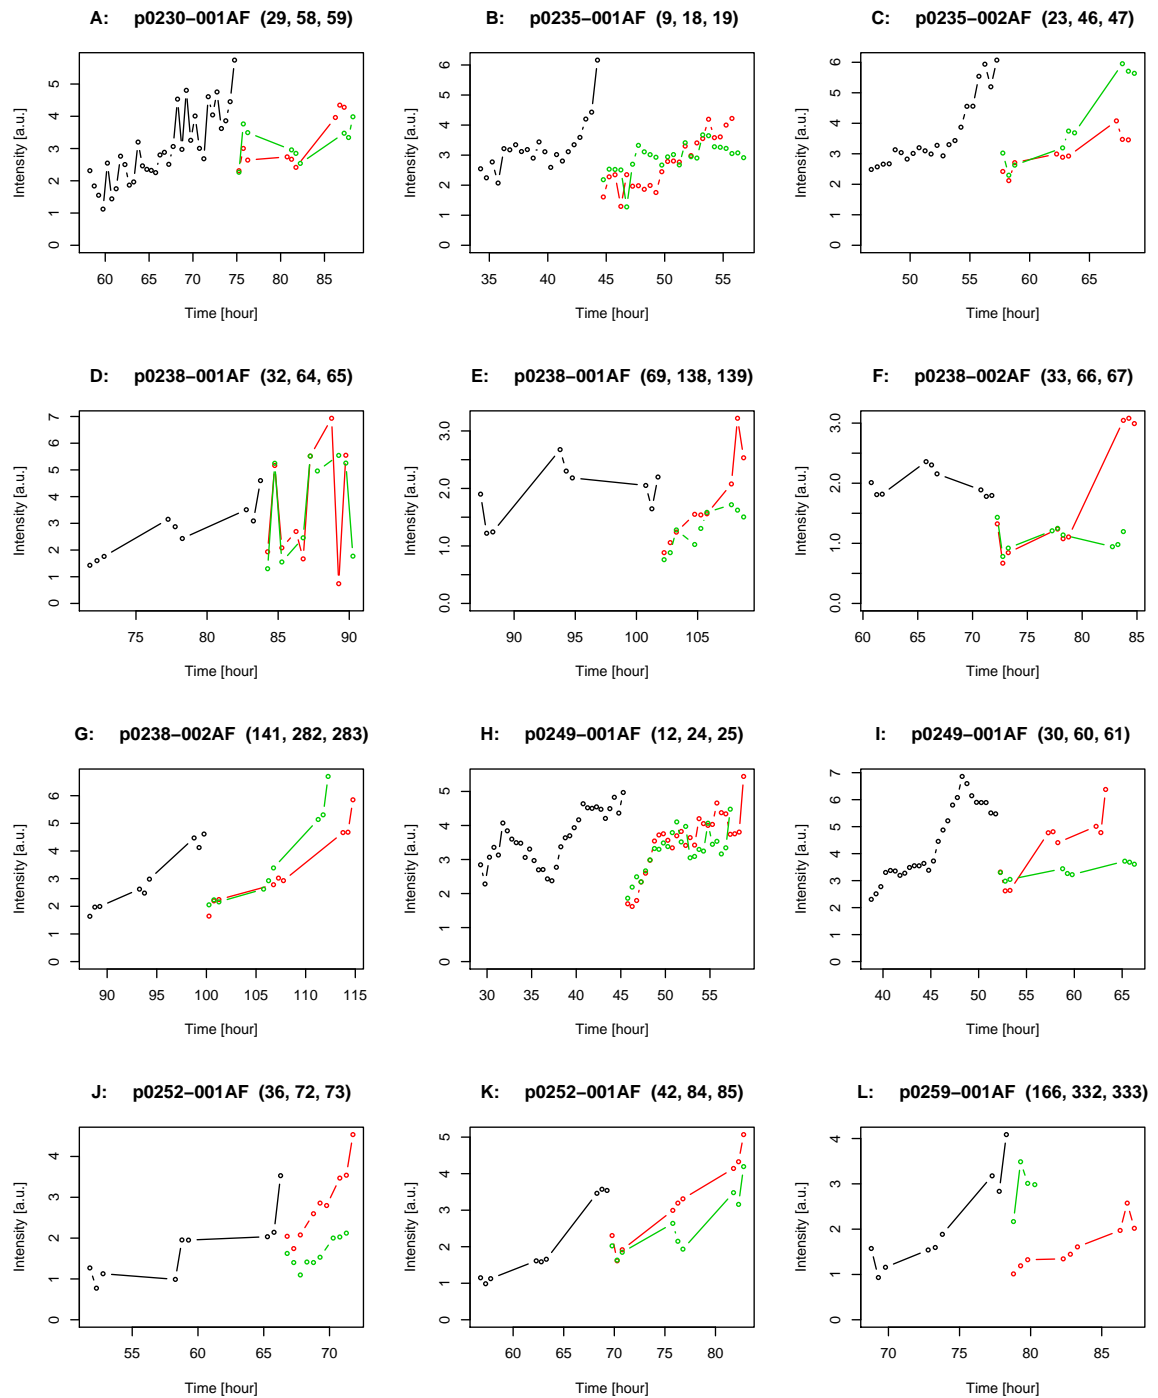 A: p0230−001AF (29, 58, 59)
B: p0235−001AF (9, 18, 19)
C: p0235−002AF (23, 46, 47)
Intensity [a.u.]
0 1 2 3 4 5
60 65 70 75 80 85
Time [hour]
Intensity [a.u.]
0 1 2 3 4 5 6
35 40 45 50 55
Time [hour]
Intensity [a.u.]
0 1 2 3 4 5 6
50 55 60 65
Time [hour]
D: p0238−001AF (32, 64, 65)
E: p0238−001AF (69, 138, 139)
F: p0238−002AF (33, 66, 67)
Intensity [a.u.]
0 1 2 3 4 5 6 7
75 80 85 90
Time [hour]
Intensity [a.u.]
0.0 1.0 2.0 3.0
90 95 100 105
Time [hour]
Intensity [a.u.]
0.0 1.0 2.0 3.0
60 65 70 75 80 85
Time [hour]
G: p0238−002AF (141, 282, 283)
H: p0249−001AF (12, 24, 25)
I: p0249−001AF (30, 60, 61)
Intensity [a.u.]
0 1 2 3 4 5 6
90 95 100 105 110 115
Time [hour]
Intensity [a.u.]
0 1 2 3 4 5
30 35 40 45 50 55
Time [hour]
Intensity [a.u.]
0 1 2 3 4 5 6 7
40 45 50 55 60 65
Time [hour]
J: p0252−001AF (36, 72, 73)
K: p0252−001AF (42, 84, 85)
L: p0259−001AF (166, 332, 333)
Intensity [a.u.]
0 1 2 3 4
55 60 65 70
Time [hour]
Intensity [a.u.]
0 1 2 3 4 5
60 65 70 75 80
Time [hour]
Intensity [a.u.]
0 1 2 3 4
70 75 80 85
Time [hour]